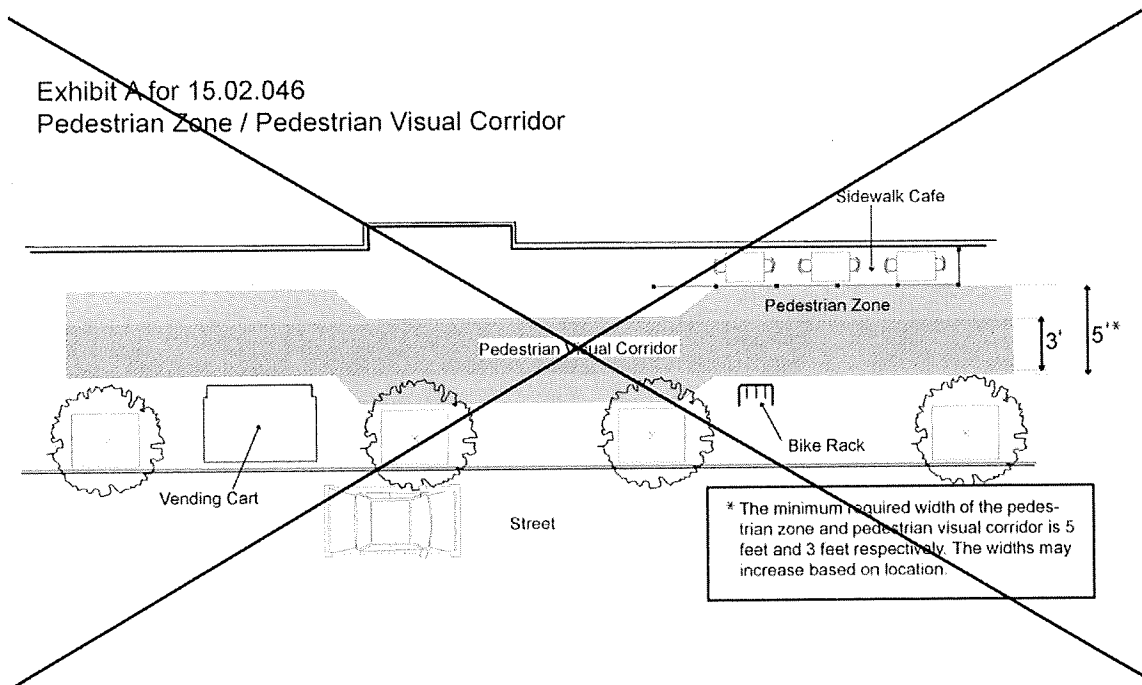 Exhibit A for 15.02.046
Pedestrian Zone / Pedestrian Visual Corridor
Sidewalk Cafe
Pedestrian Zone
Pedestrian Visual Corridor
3'
5'*
Bike Rack
Vending Cart
Street
* The minimum required width of the pedes-
trian zone and pedestrian visual corridor is 5
feet and 3 feet respectively. The widths may
increase based on location.